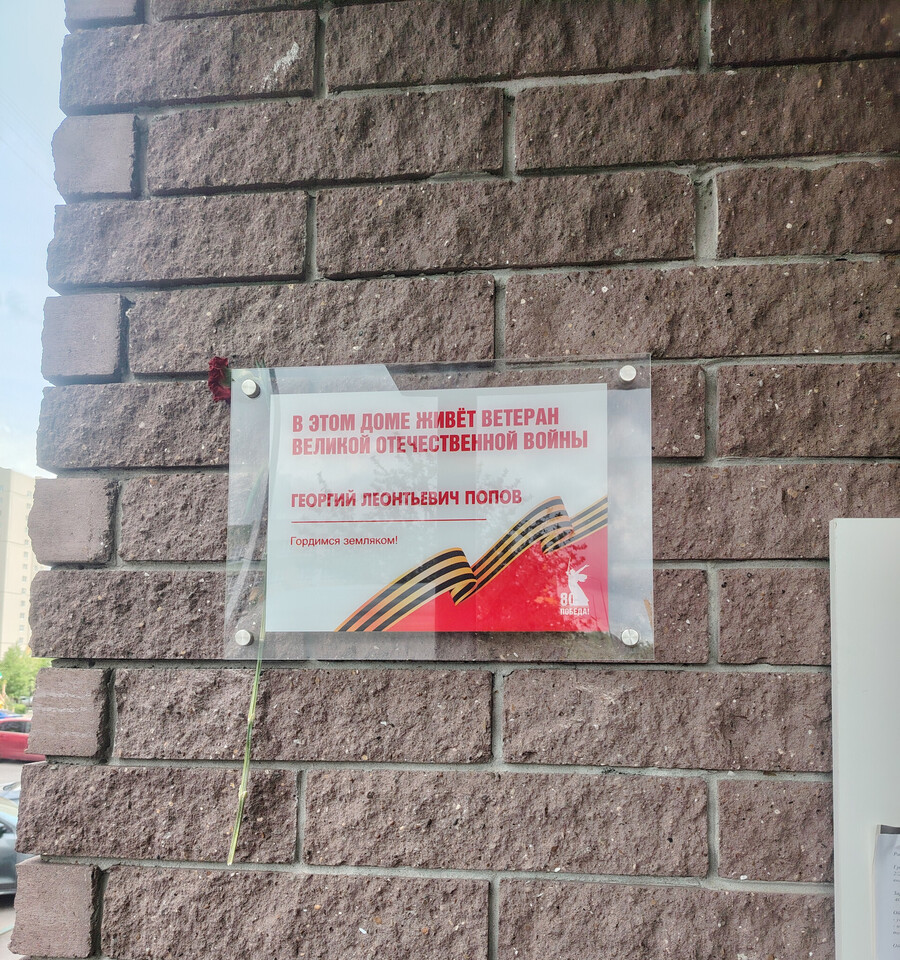 В ЭТОМ ДОМЕ ЖИВЁТ ВЕТЕРАН
ВЕЛИКОЙ ОТЕЧЕСТВЕННОЙ ВОЙНЫ
ГЕОРГИЙ ЛЕОНТЬЕВИЧ ПОПОВ
Гордимся земляком!
80
ПОБЕДА!